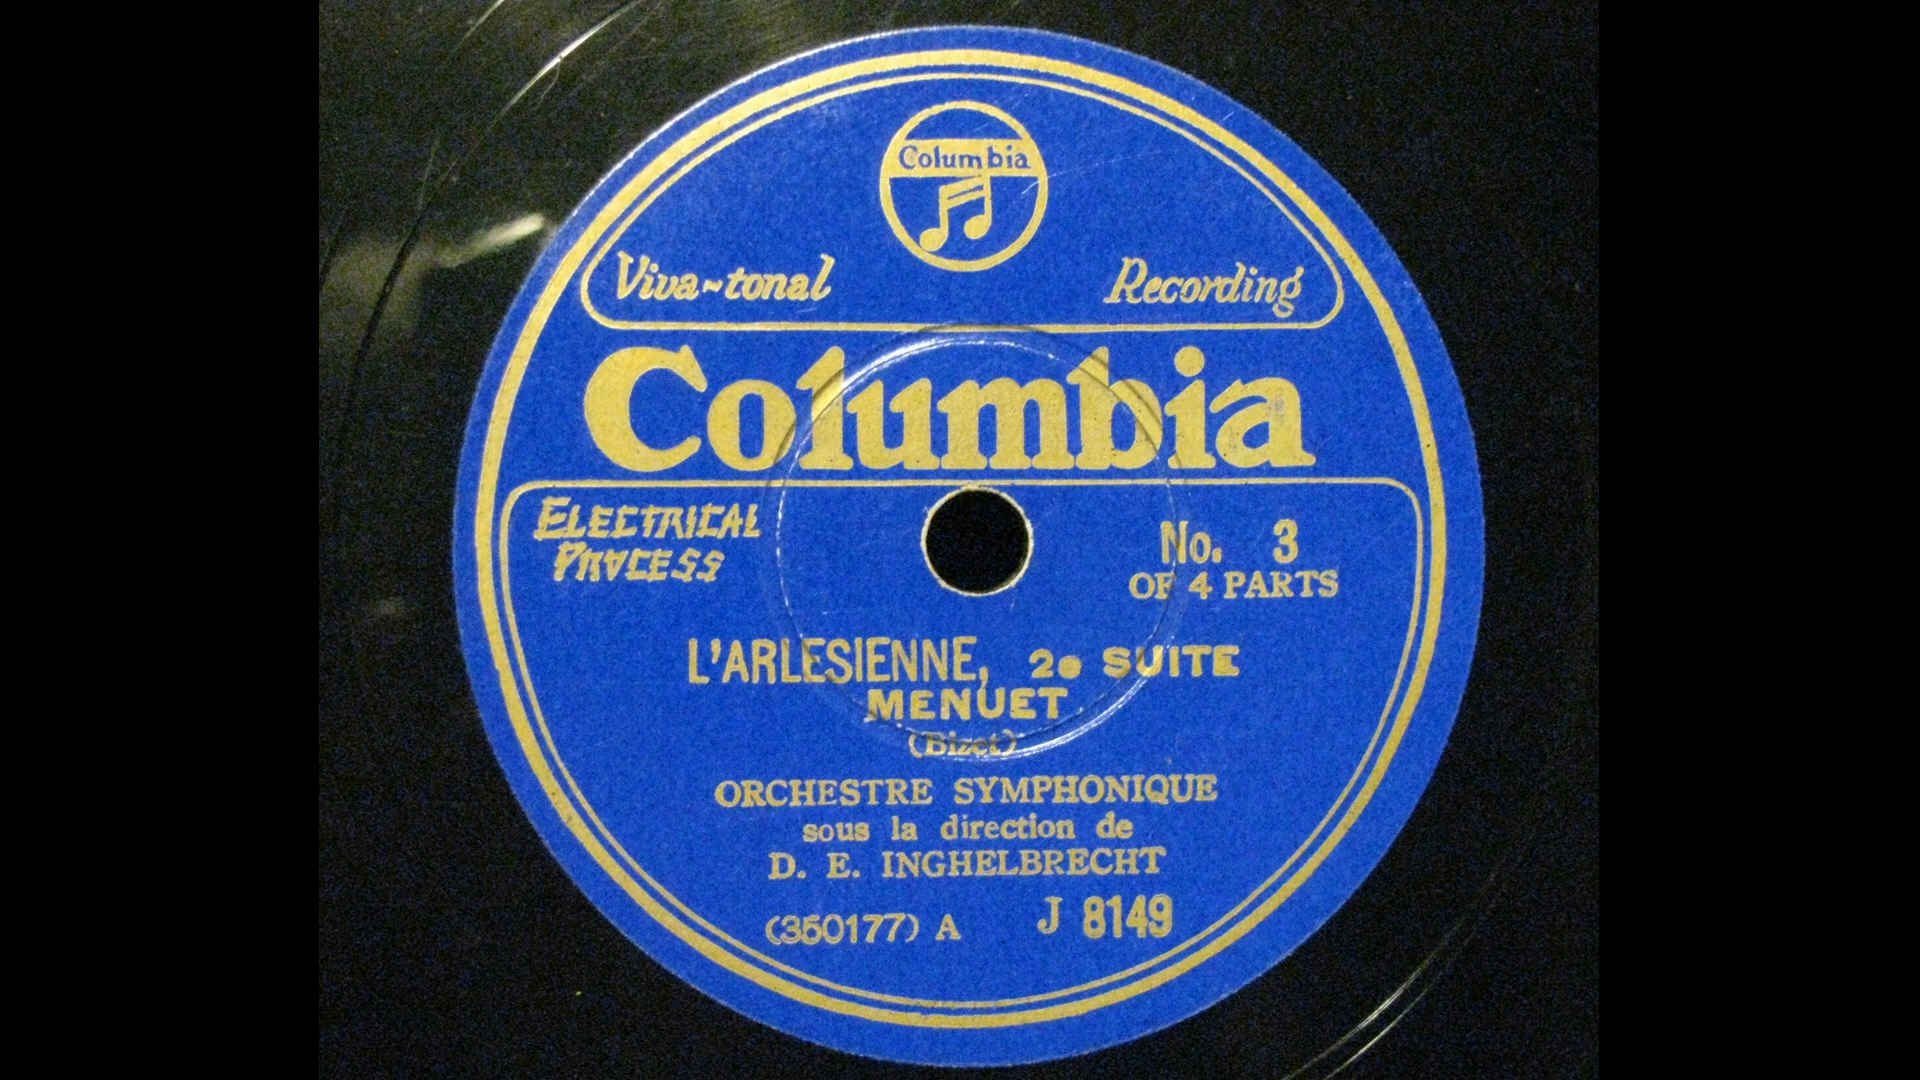 Columbia
Viva-tonal Recording
Columbia
ELECTRICAL
PROCESS
No. 3
OF 4 PARTS
L'ARLESIENNE, 2e SUITE
MENUET
(Bizet)
ORCHESTRE SYMPHONIQUE
sous la direction de
D. E. INGHELBRECHT
(350177) A J 8149